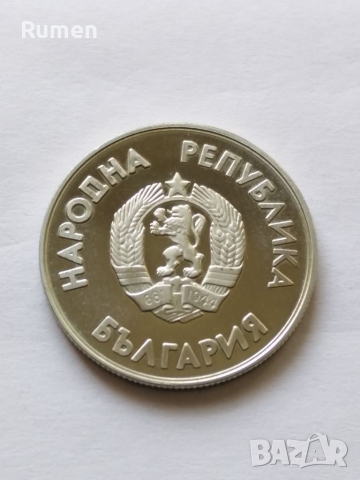 Rumen
НАРОДНА РЕПУБЛИКА
БЪЛГАРИЯ
681 1944
BAZAR